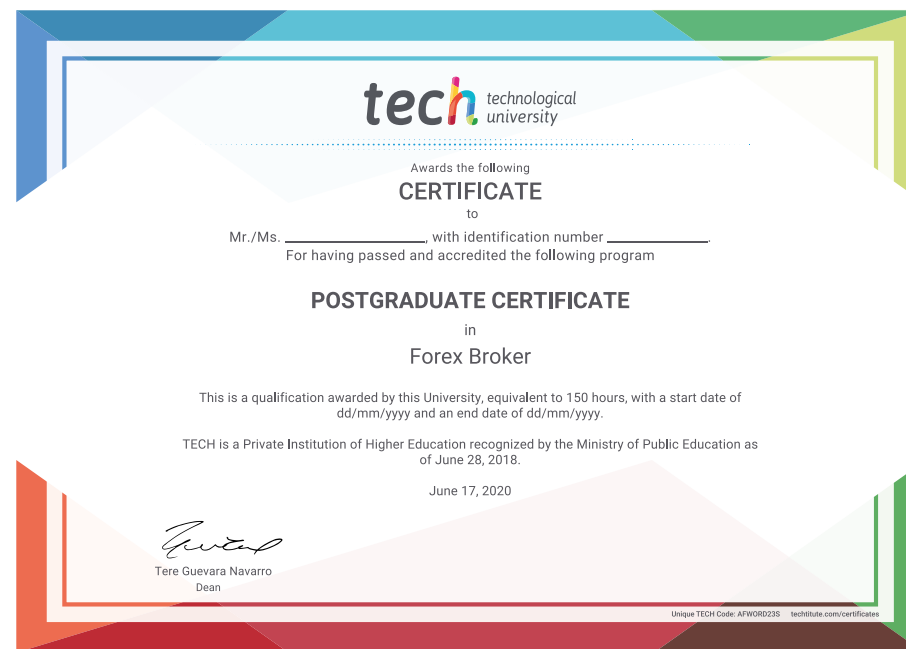 tech technological
university
Awards the following
CERTIFICATE
to
Mr./Ms. ____________________, with identification number ______________.
For having passed and accredited the following program
POSTGRADUATE CERTIFICATE
in
Forex Broker
This is a qualification awarded by this University, equivalent to 150 hours, with a start date of
dd/mm/yyyy and an end date of dd/mm/yyyy.
TECH is a Private Institution of Higher Education recognized by the Ministry of Public Education as
of June 28, 2018.
June 17, 2020
Tere Guevara Navarro
Dean
Unique TECH Code: AFWORD23S techtitute.com/certificates